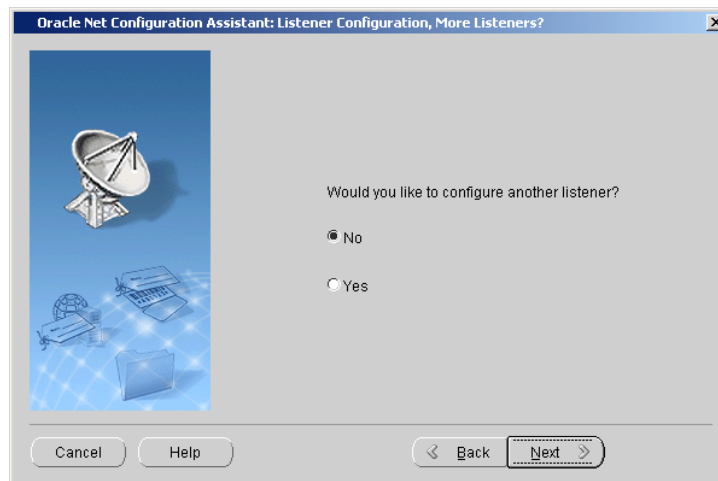 Oracle Net Configuration Assistant: Listener Configuration, More Listeners?
Would you like to configure another listener?
No
Yes
Cancel
Help
Back
Next